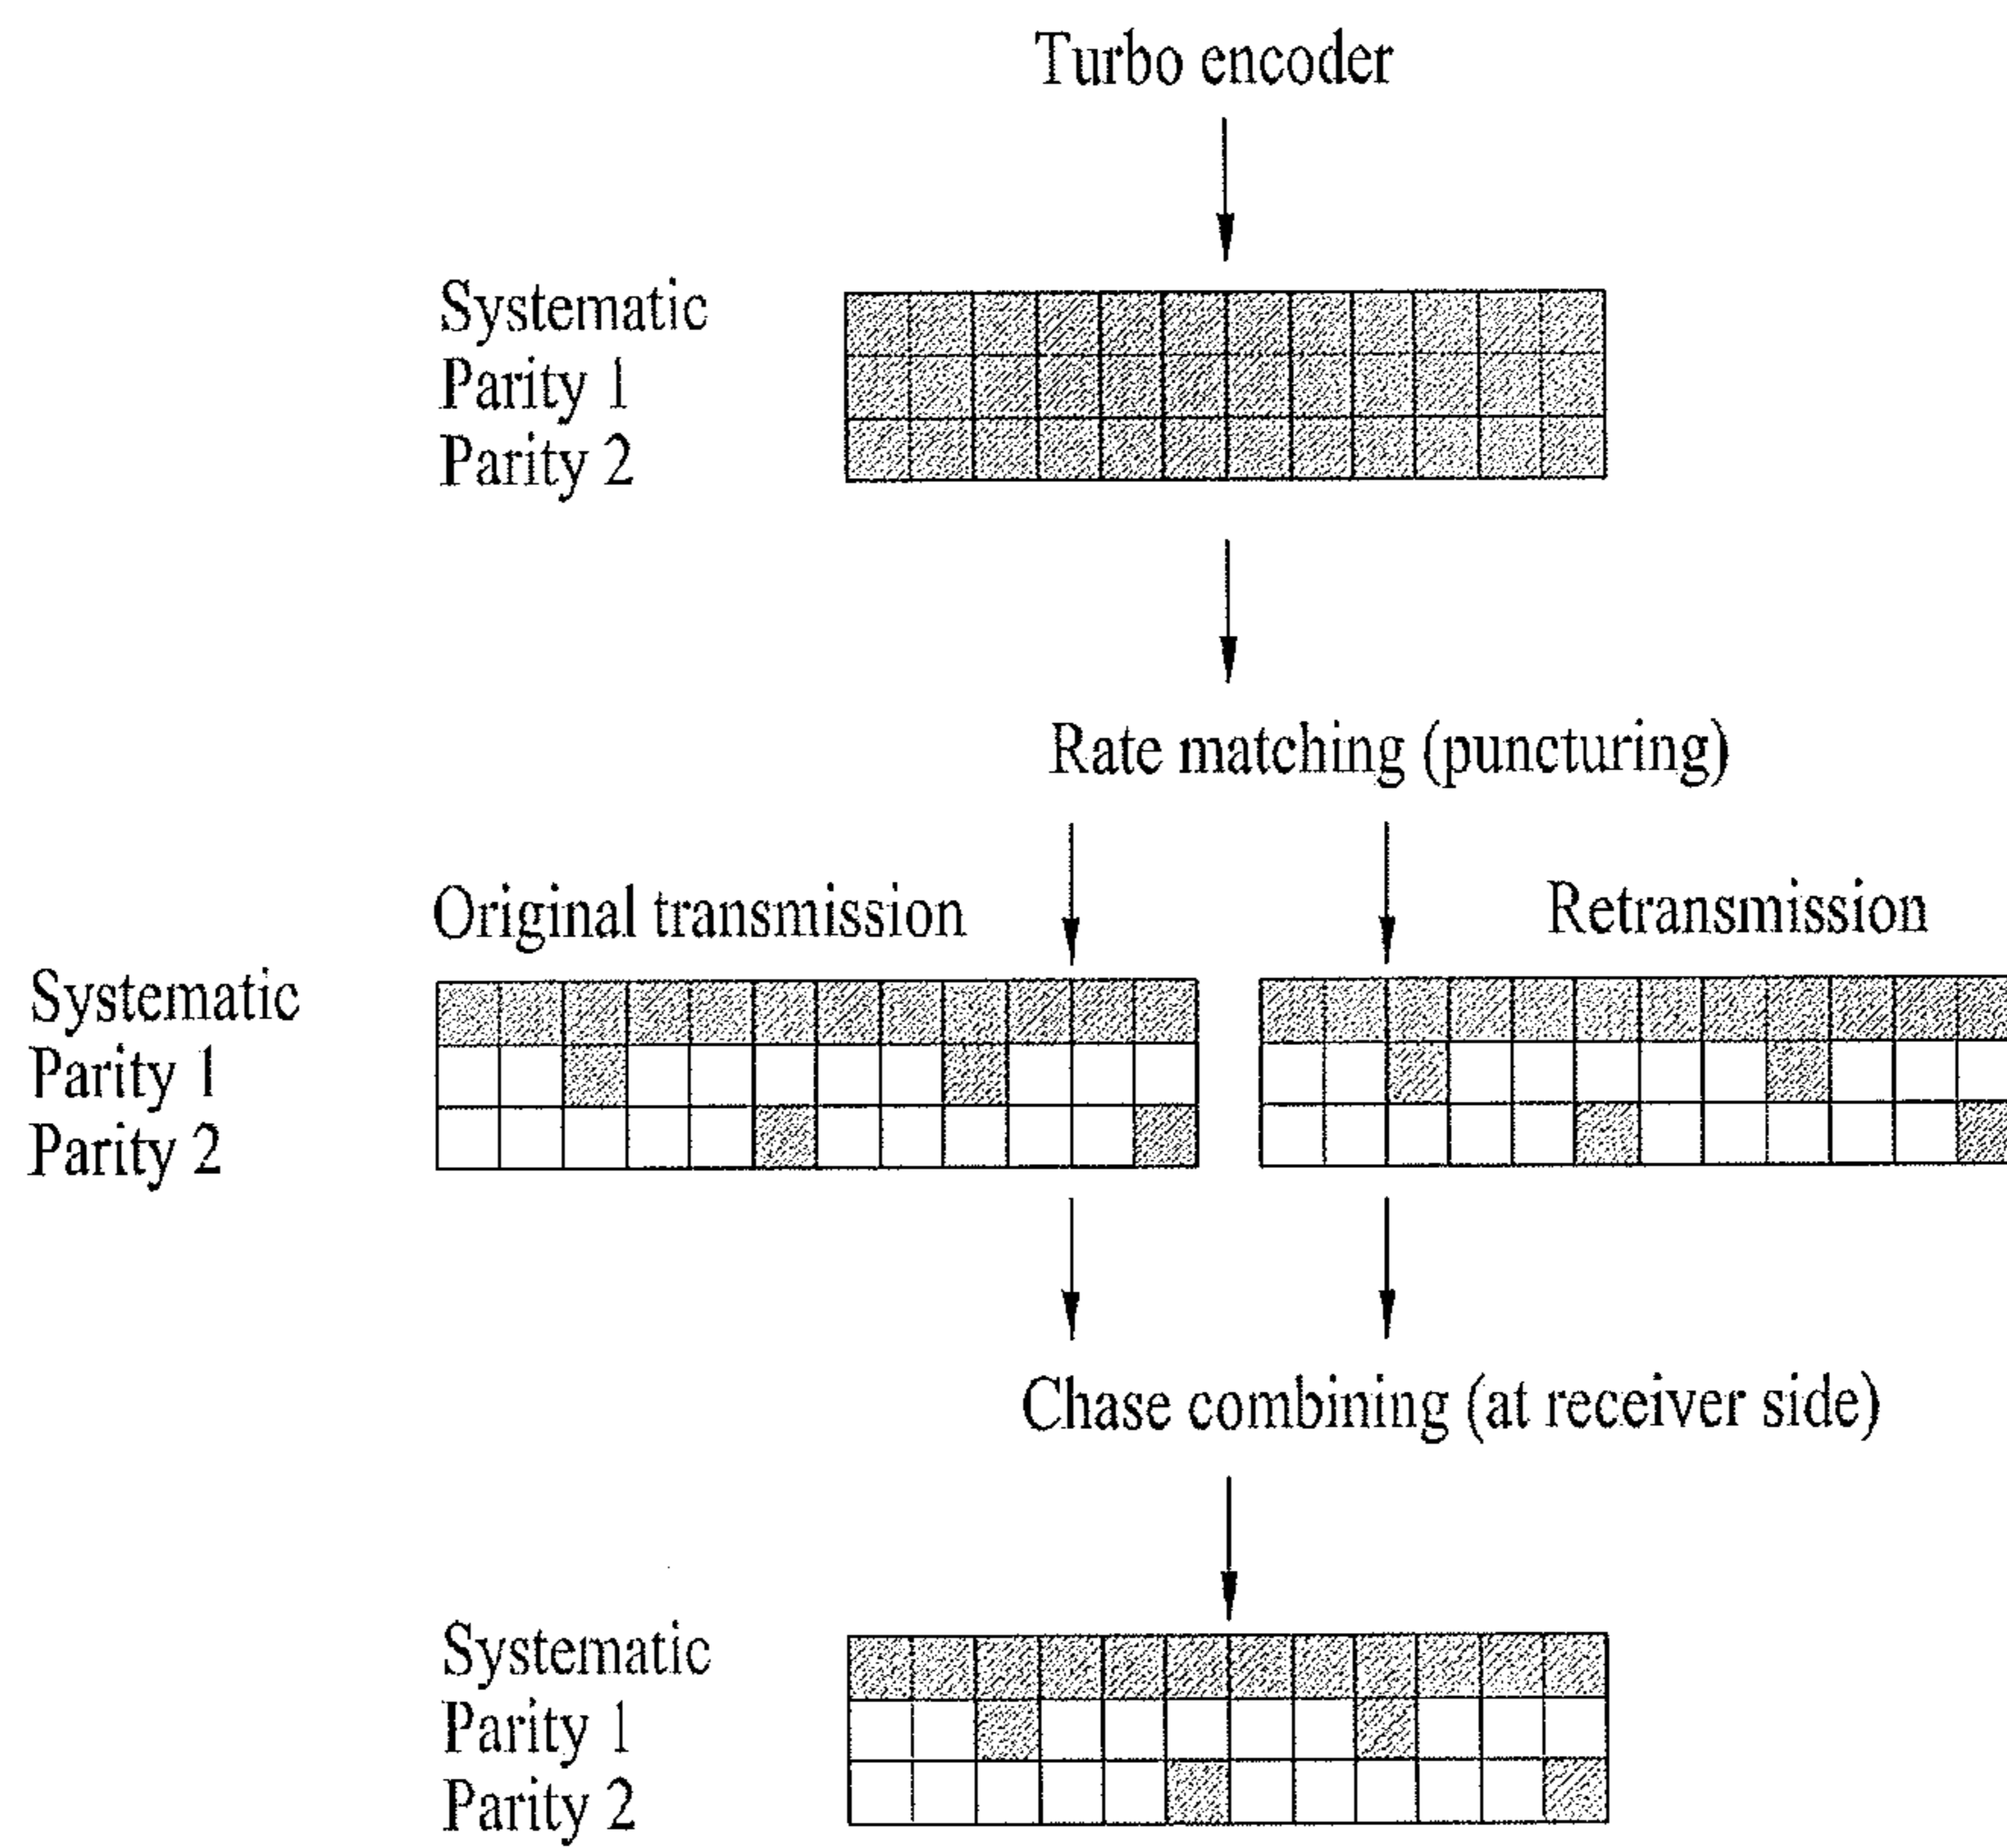 Turbo encoder
Systematic
Parity 1
Parity 2
Rate matching (puncturing)
Original transmission
Retransmission
Systematic
Parity 1
Parity 2
Chase combining (at receiver side)
Systematic
Parity 1
Parity 2